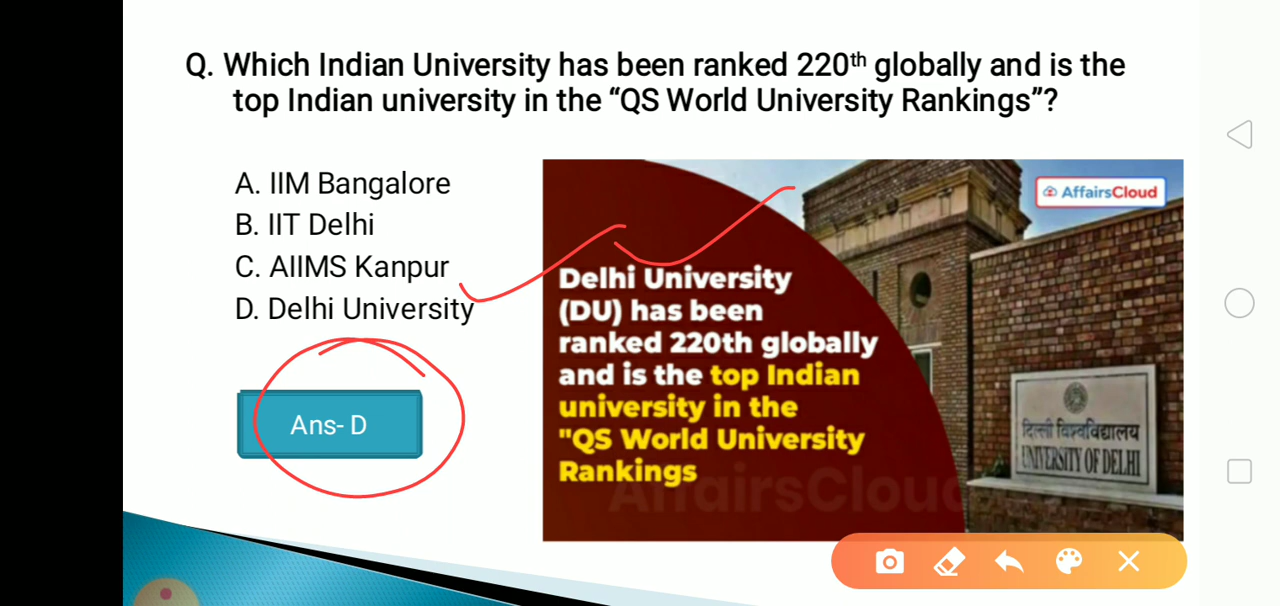 Q. Which Indian University has been ranked 220th globally and is the
top Indian university in the “QS World University Rankings”?
A. IIM Bangalore
B. IIT Delhi
C. AIIMS Kanpur
D. Delhi University
Ans- D
AffairsCloud
Delhi University
(DU) has been
ranked 220th globally
and is the top Indian
university in the
"QS World University
Rankings
AffairsCloud
दिल्ली विश्वविद्यालय
UNIVERSITY OF DELHI